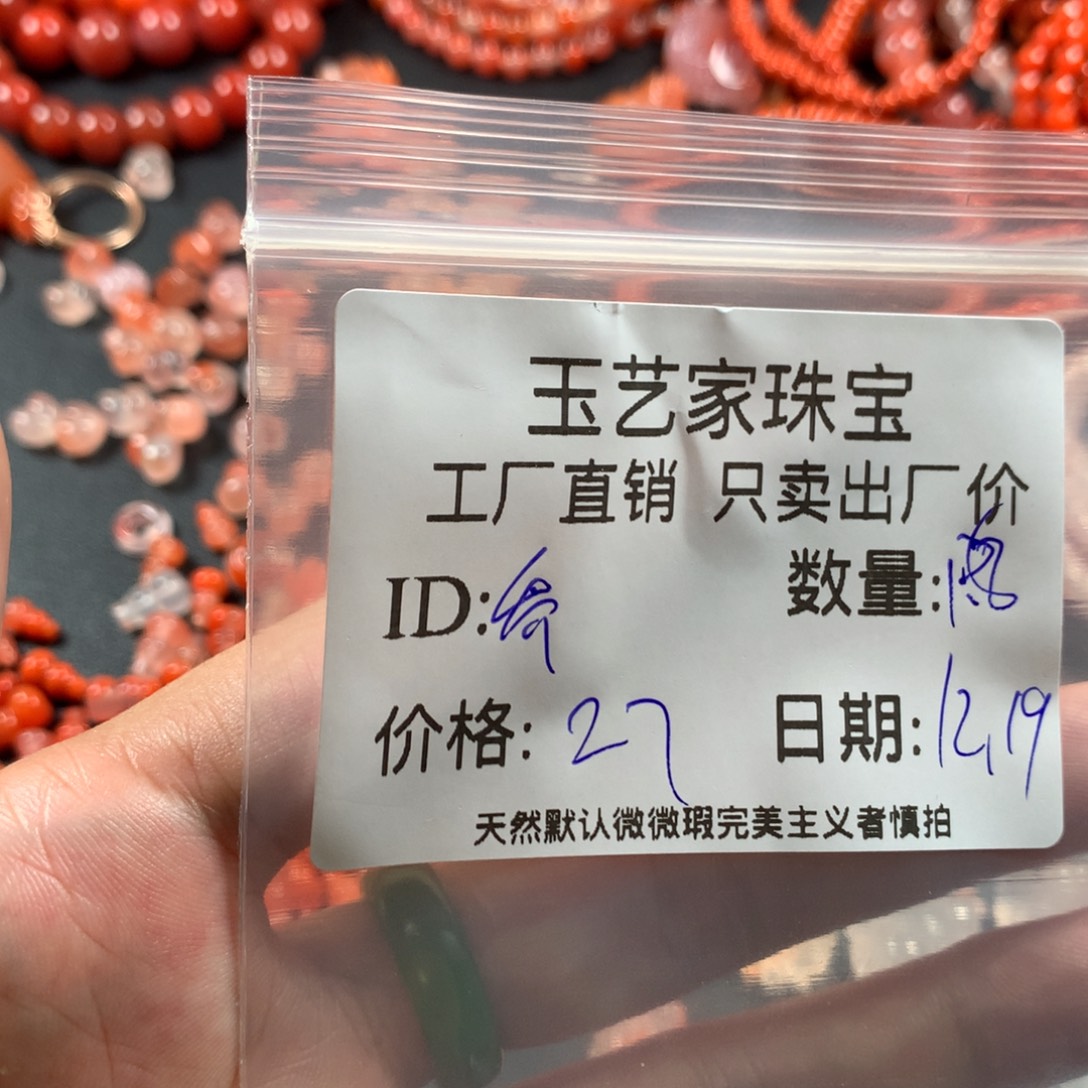 玉艺家珠宝
工厂直销 只卖出厂价
ID:
数量:
价格: 27
日期: 12.19
天然默认微微瑕完美主义者慎拍